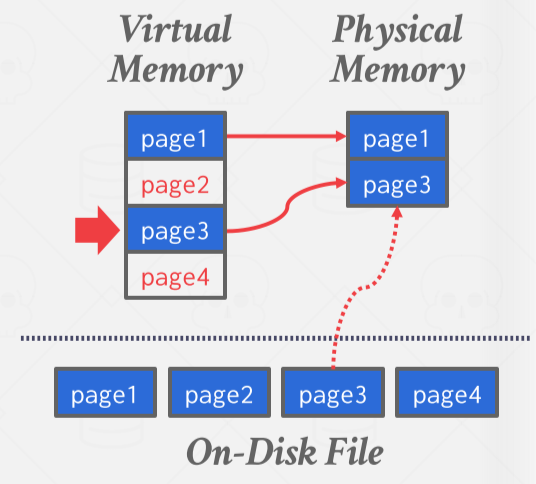 Virtual
Memory
Physical
Memory
page1
page2
page3
page4
page1
page3
page1
page2
page3
page4
On-Disk File